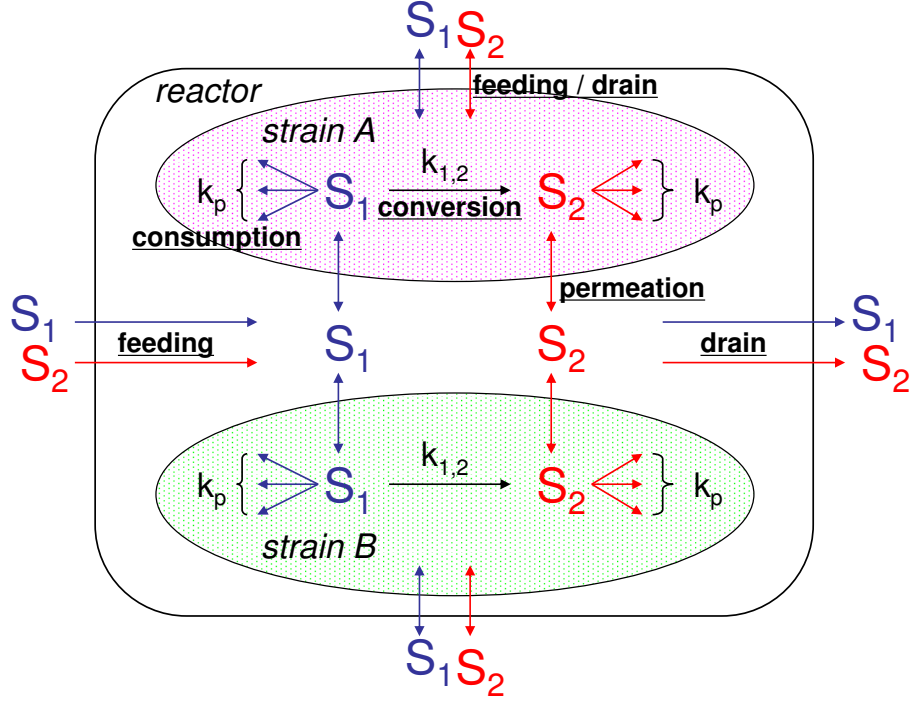 S1 S2
reactor
feeding / drain
strain A
kp S1 k1,2 S2 kp
conversion
consumption
permeation
S1 S1
feeding S1 S2 drain
S2 S2
kp S1 k1,2 S2 kp
strain B
S1 S2